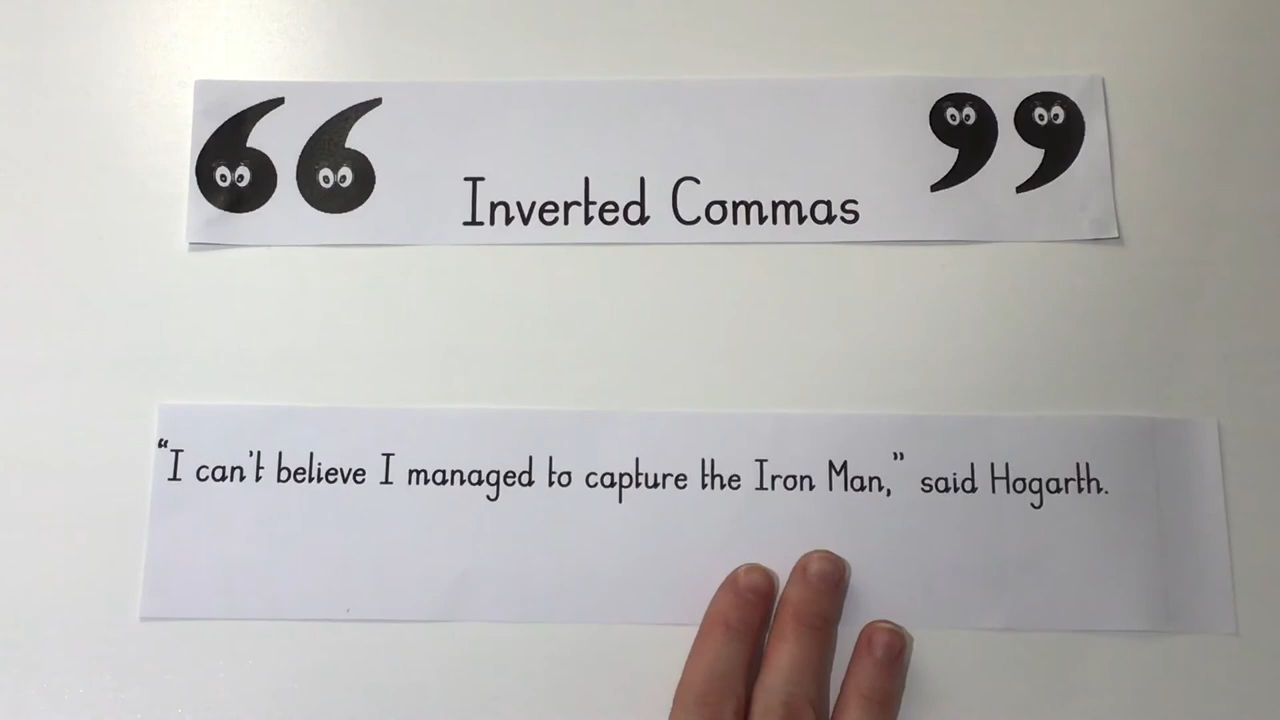 “ Inverted Commas ”
“I can't believe I managed to capture the Iron Man,” said Hogarth.